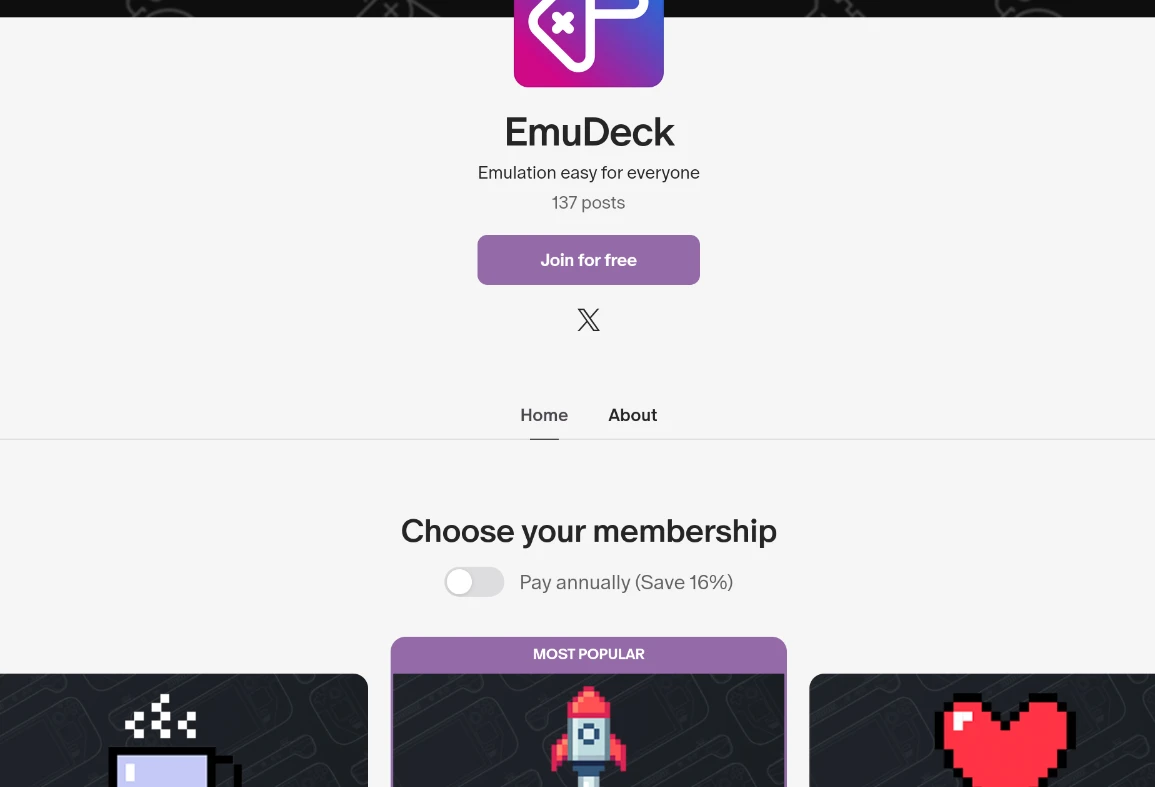 EmuDeck
Emulation easy for everyone
137 posts
Join for free
Home About
Choose your membership
Pay annually (Save 16%)
MOST POPULAR